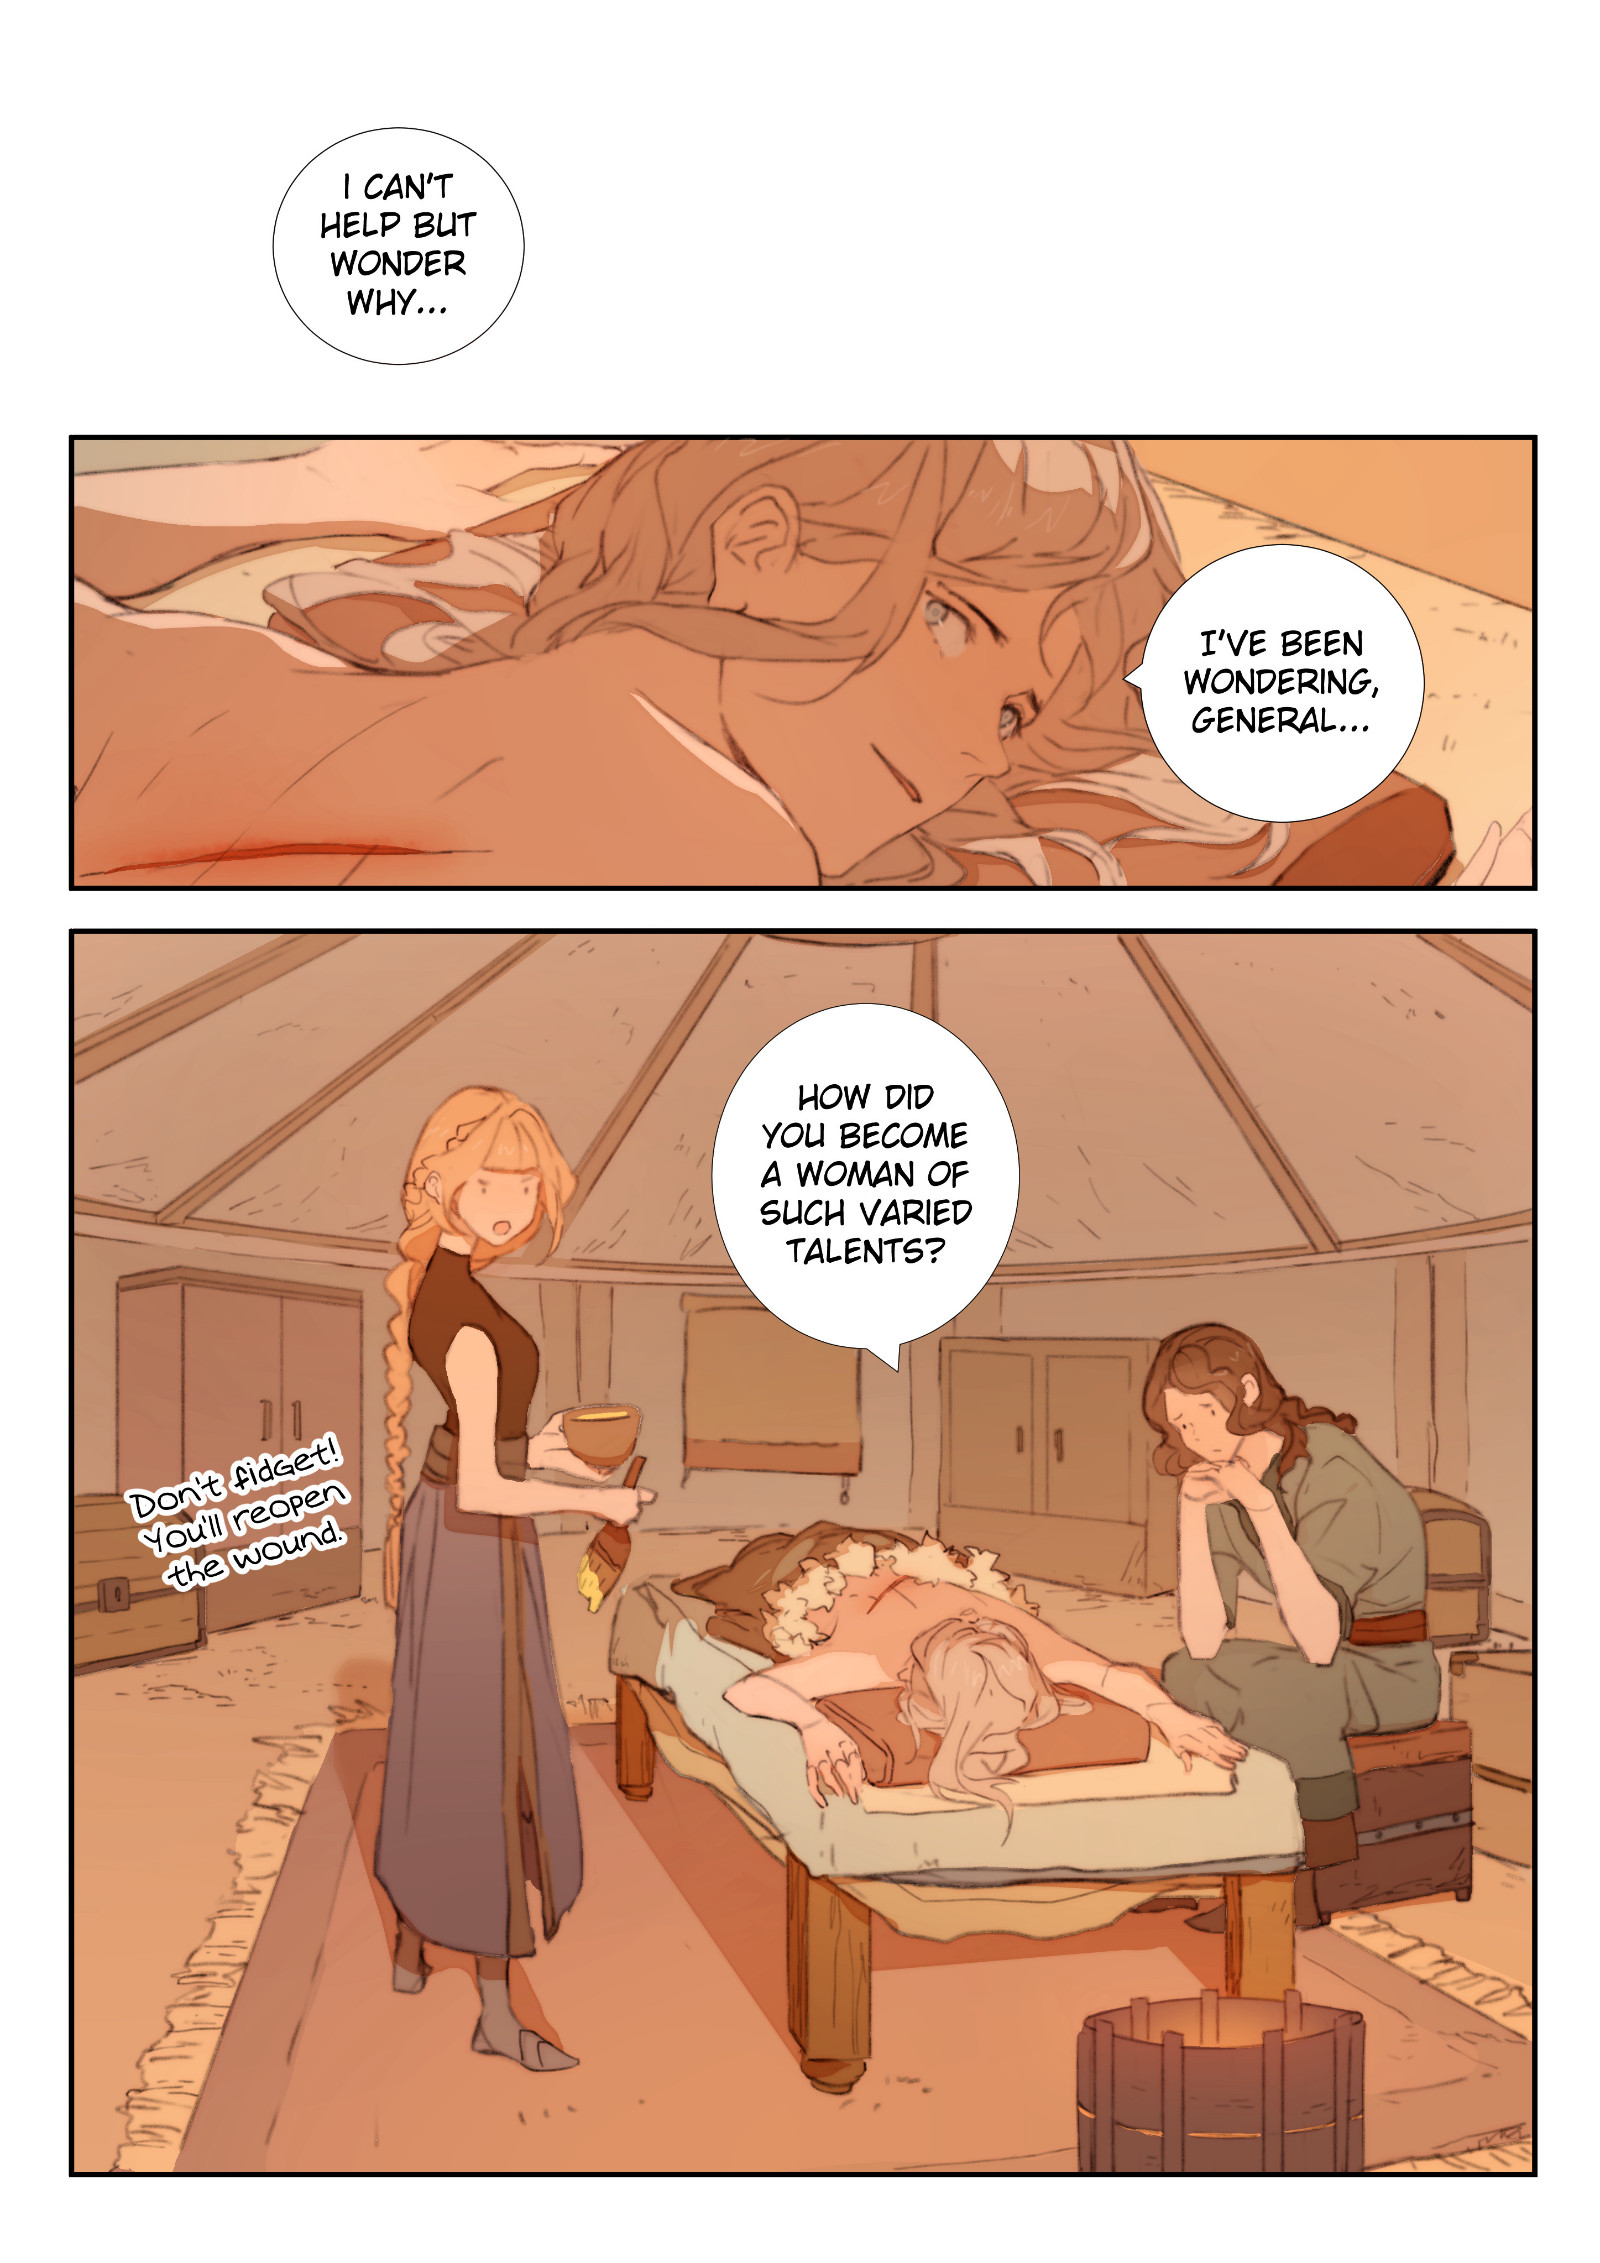 I CAN'T
HELP BUT
WONDER
WHY...
I'VE BEEN
WONDERING,
GENERAL...
HOW DID
YOU BECOME
A WOMAN OF
SUCH VARIED
TALENTS?
Don't fidget!
You'll reopen
the wound.